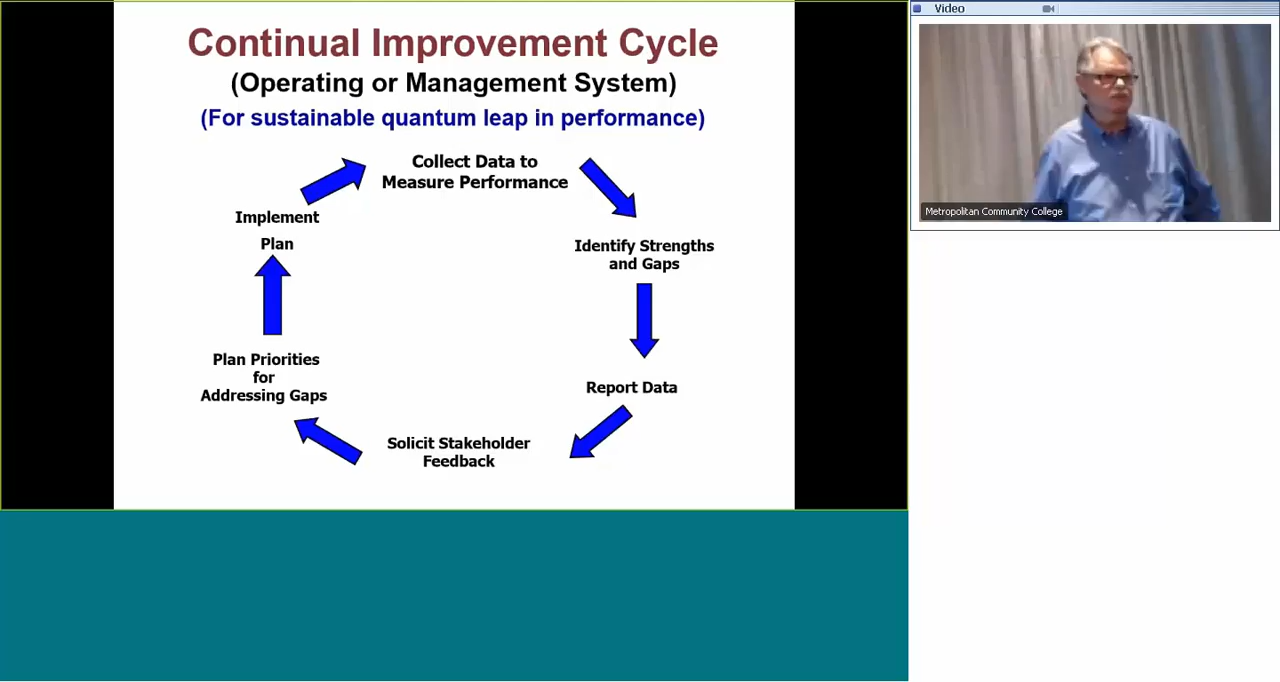 Continual Improvement Cycle
(Operating or Management System)
(For sustainable quantum leap in performance)
Collect Data to
Measure Performance
Identify Strengths
and Gaps
Report Data
Solicit Stakeholder
Feedback
Plan Priorities
for
Addressing Gaps
Implement
Plan
Video
Metropolitan Community College